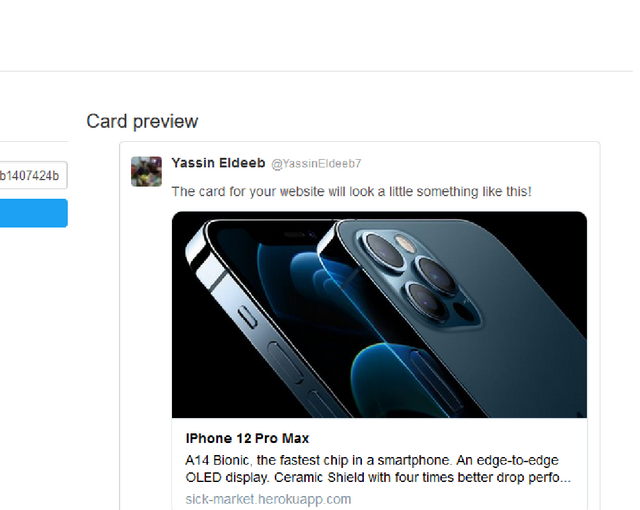 Card preview
b1407424b
Yassin Eldeeb @YassinEldeeb7
The card for your website will look a little something like this!
IPhone 12 Pro Max
A14 Bionic, the fastest chip in a smartphone. An edge-to-edge
OLED display. Ceramic Shield with four times better drop perfo...
sick-market.herokuapp.com